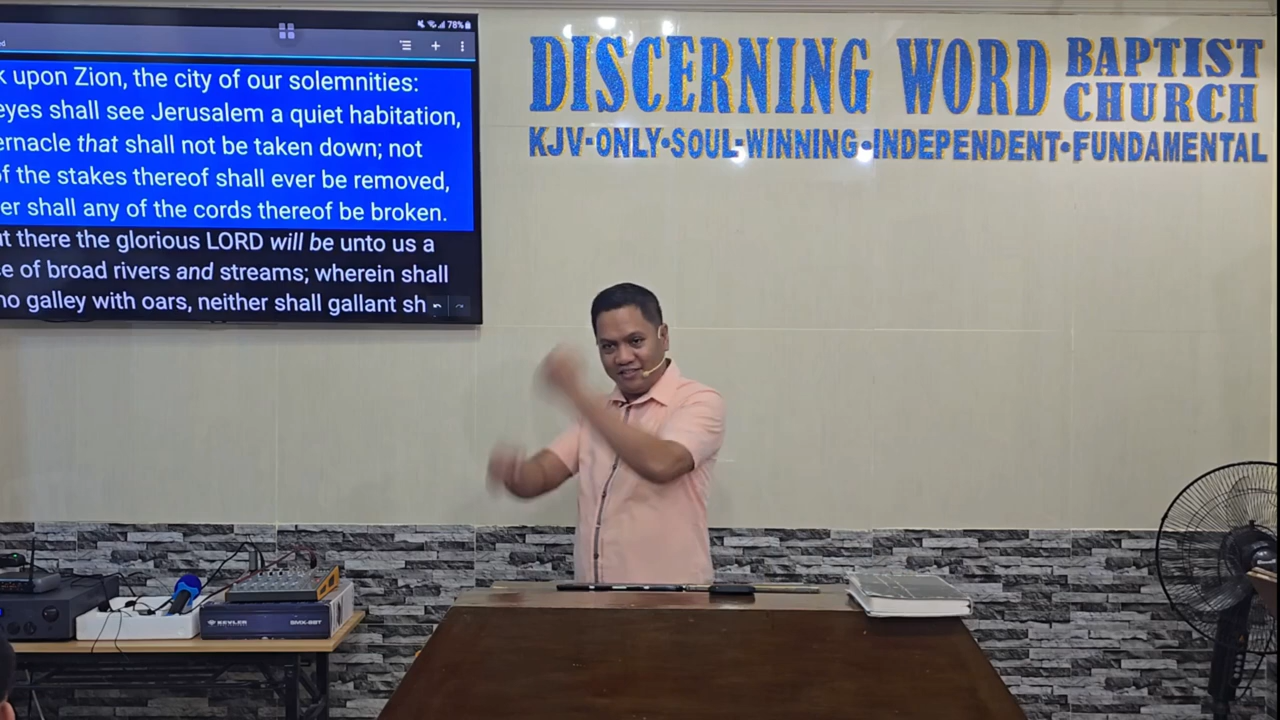 78%
upon Zion, the city of our solemnities:
eyes shall see Jerusalem a quiet habitation,
that shall not be taken down; not
the stakes thereof shall ever be removed,
shall any of the cords thereof be broken.
there the glorious LORD will be unto us a
of broad rivers and streams; wherein shall
no galley with oars, neither shall gallant sh
DISCERNING WORD BAPTIST CHURCH
KJV-ONLY•SOUL-WINNING•INDEPENDENT•FUNDAMENTAL
KEVLER